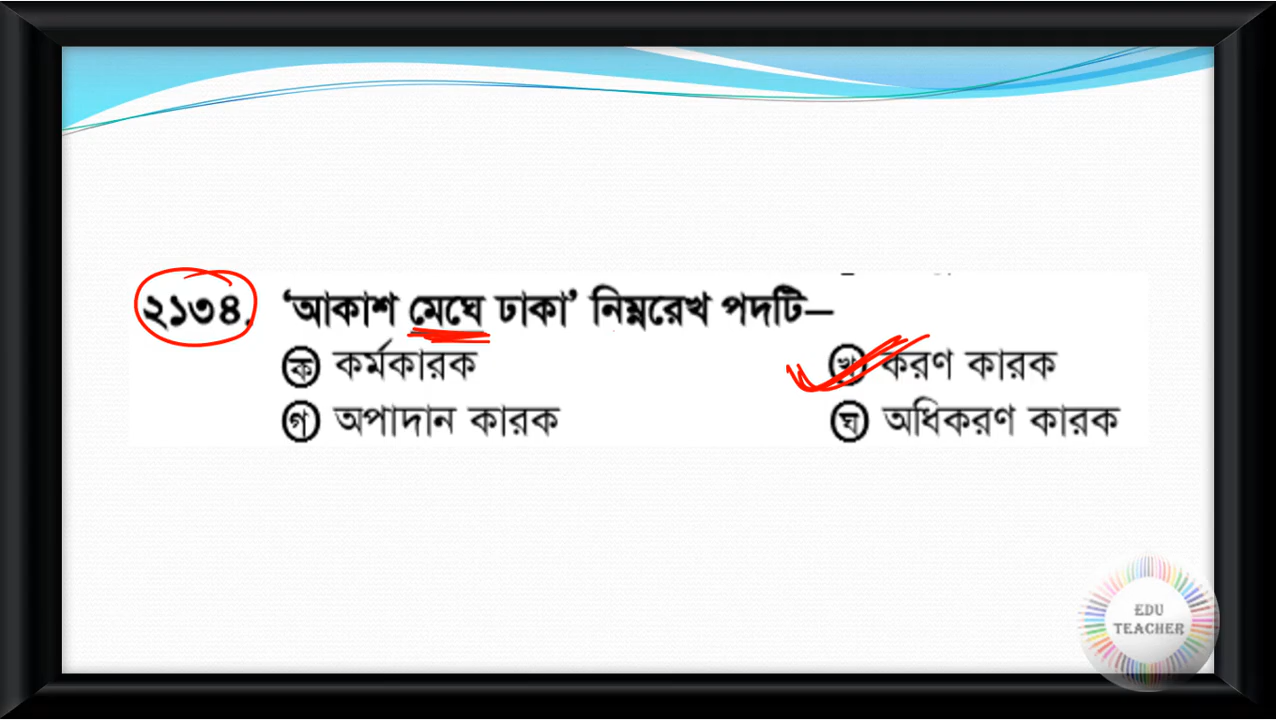 ২১৩৪. ‘আকাশ মেঘে ঢাকা’ নিম্নরেখ পদটি—
ক কর্মকারক খ করণ কারক
গ অপাদান কারক ঘ অধিকরণ কারক
EDU
TEACHER